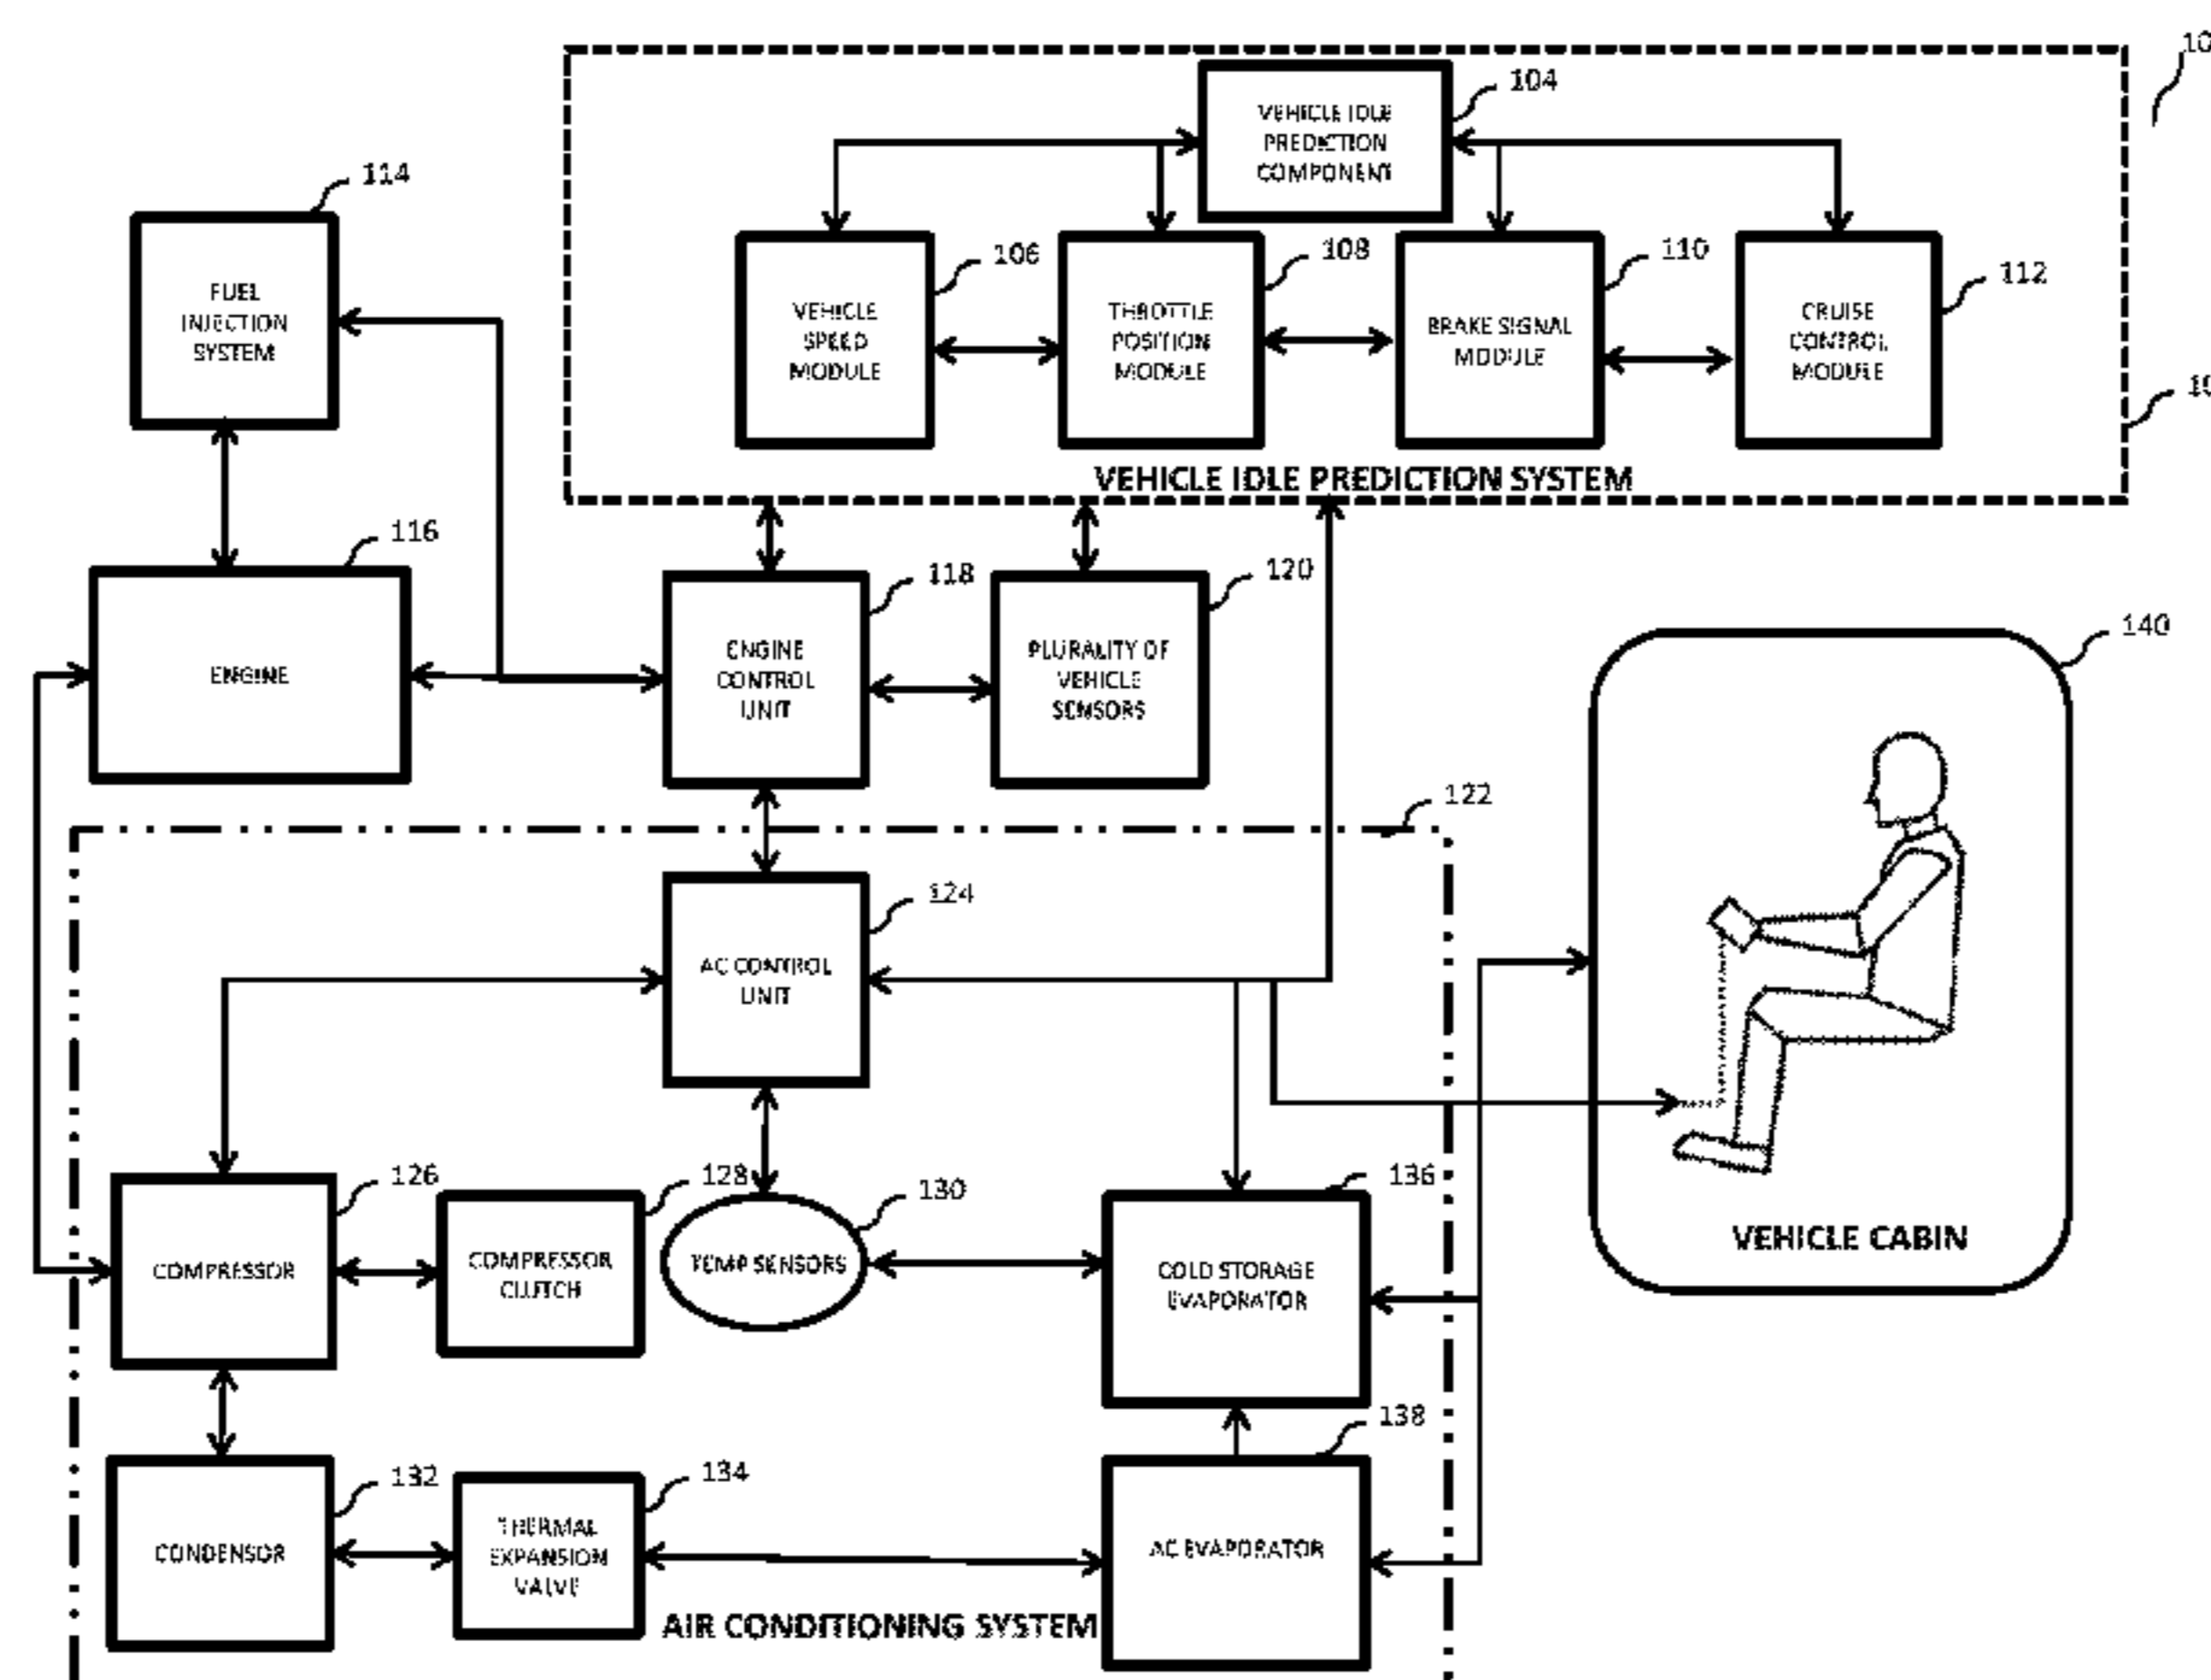 10
VEHICLE IDLE
PREDICTION
COMPONENT
104
114
FUEL
INJECTION
SYSTEM
VEHICLE
SPEED
MODULE
106
THROTTLE
POSITION
MODULE
108
BRAKE SIGNAL
MODULE
110
CRUISE
CONTROL
MODULE
112
10
VEHICLE IDLE PREDICTION SYSTEM
116
ENGINE
118
ENGINE
CONTROL
UNIT
120
PLURALITY OF
VEHICLE
SENSORS
140
122
124
AC CONTROL
UNIT
126
COMPRESSOR
128
COMPRESSOR
CLUTCH
130
TEMP SENSORS
136
COLD STORAGE
EVAPORATOR
VEHICLE CABIN
132
CONDENSOR
134
THERMAL
EXPANSION
VALVE
138
AC EVAPORATOR
AIR CONDITIONING SYSTEM